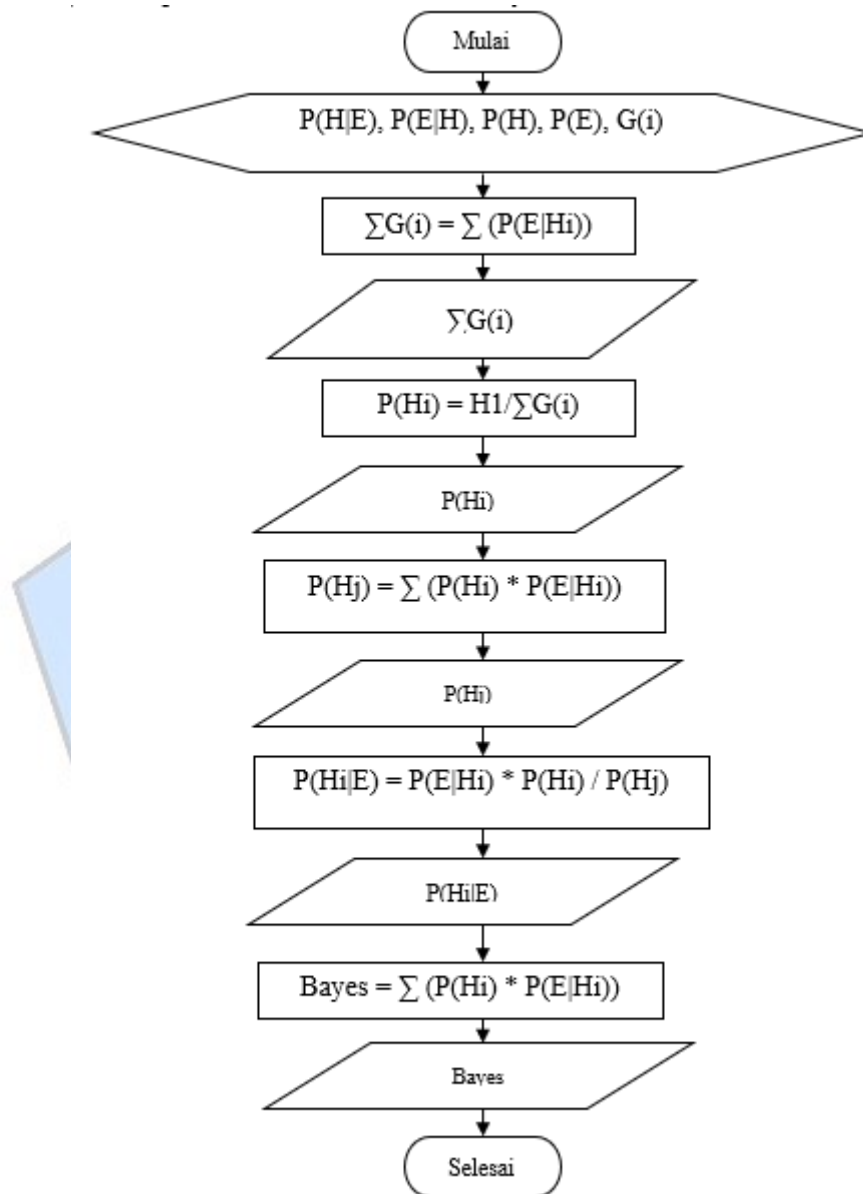 Mulai
P(H|E), P(E|H), P(H), P(E), G(i)
∑G(i) = ∑ (P(E|Hi))
∑G(i)
P(Hi) = H1/∑G(i)
P(Hi)
P(Hj) = ∑ (P(Hi) * P(E|Hi))
P(Hj)
P(Hi|E) = P(E|Hi) * P(Hi) / P(Hj)
P(Hi|E)
Bayes = ∑ (P(Hi) * P(E|Hi))
Bayes
Selesai